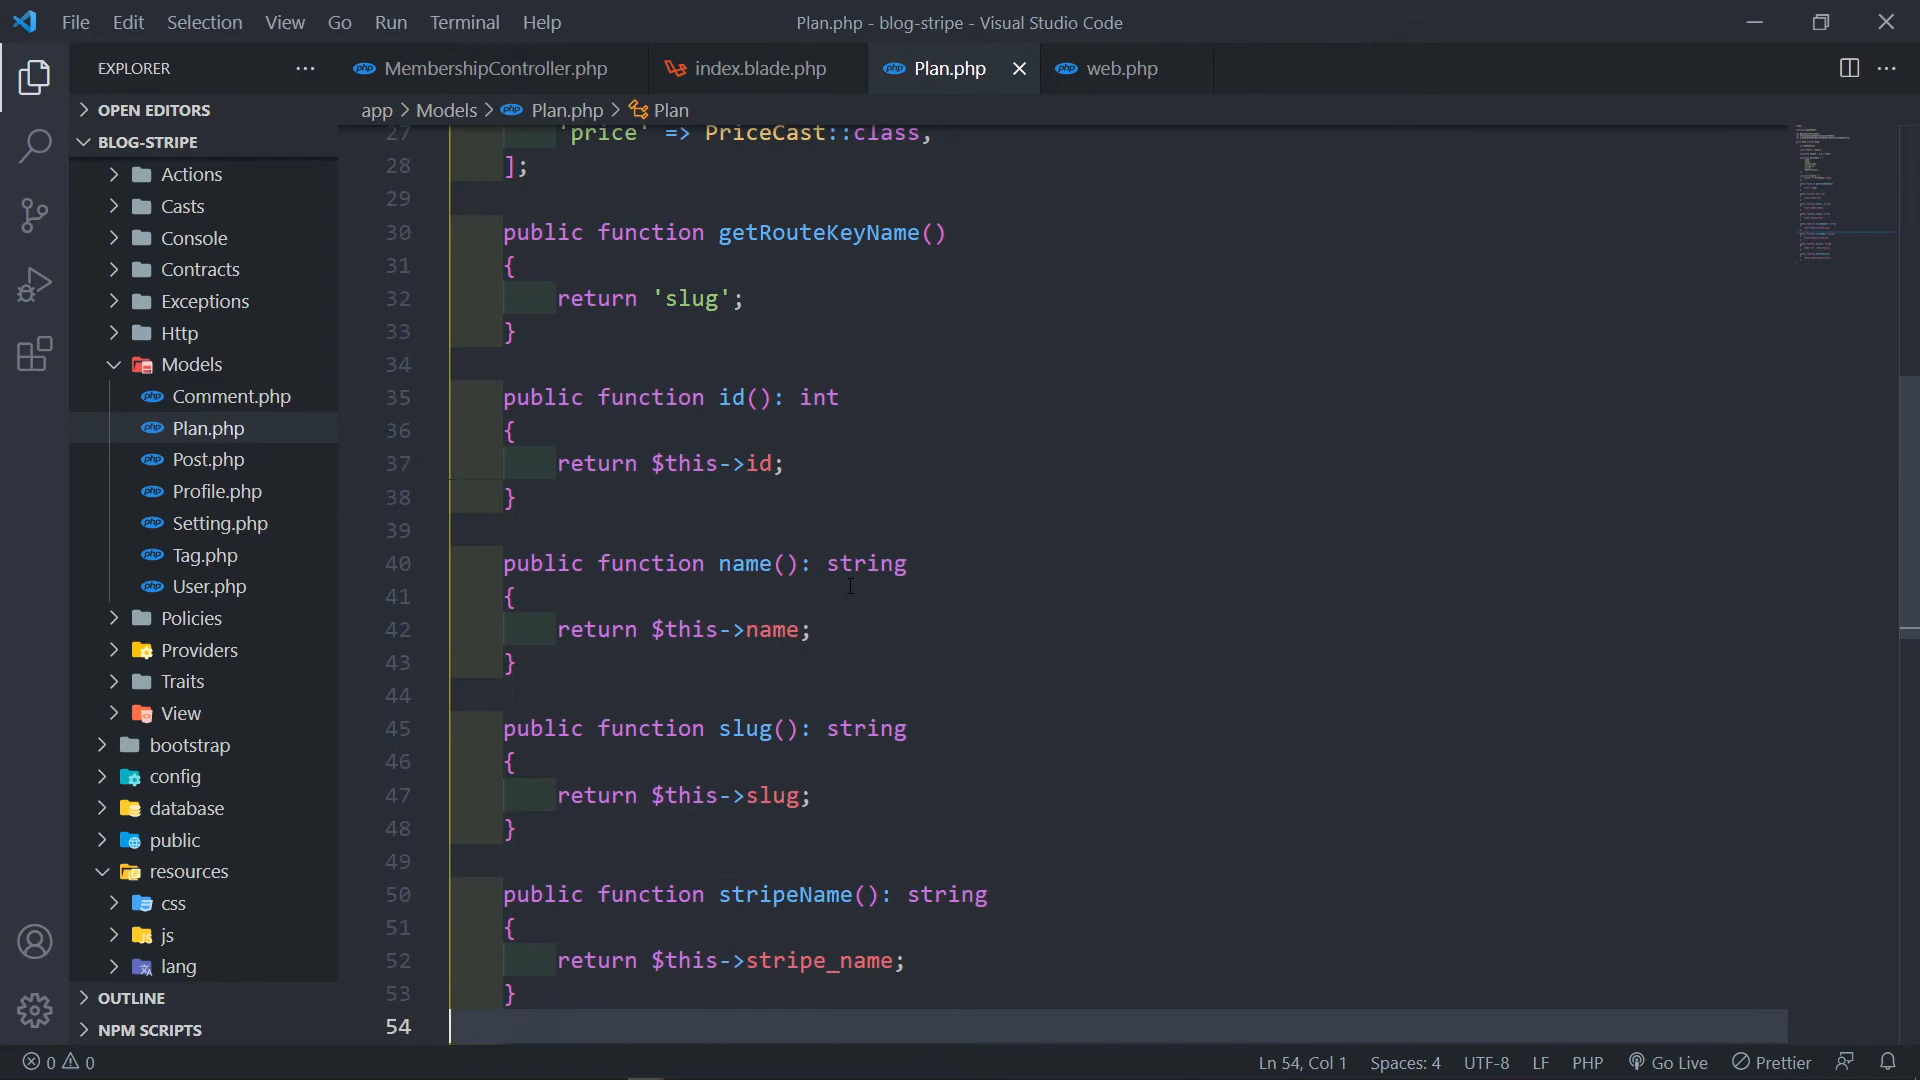 File Edit Selection View Go Run Terminal Help
Plan.php - blog-stripe - Visual Studio Code
EXPLORER
OPEN EDITORS
BLOG-STRIPE
Actions
Casts
Console
Contracts
Exceptions
Http
Models
Comment.php
Plan.php
Post.php
Profile.php
Setting.php
Tag.php
User.php
Policies
Providers
Traits
View
bootstrap
config
database
public
resources
css
js
lang
OUTLINE
NPM SCRIPTS
MembershipController.php index.blade.php Plan.php web.php
app > Models > Plan.php > Plan
27 'price' => PriceCast::class,
28 ];
29
30 public function getRouteKeyName()
31 {
32 return 'slug';
33 }
34
35 public function id(): int
36 {
37 return $this->id;
38 }
39
40 public function name(): string
41 {
42 return $this->name;
43 }
44
45 public function slug(): string
46 {
47 return $this->slug;
48 }
49
50 public function stripeName(): string
51 {
52 return $this->stripe_name;
53 }
54
0 0 Ln 54, Col 1 Spaces: 4 UTF-8 LF PHP Go Live Prettier